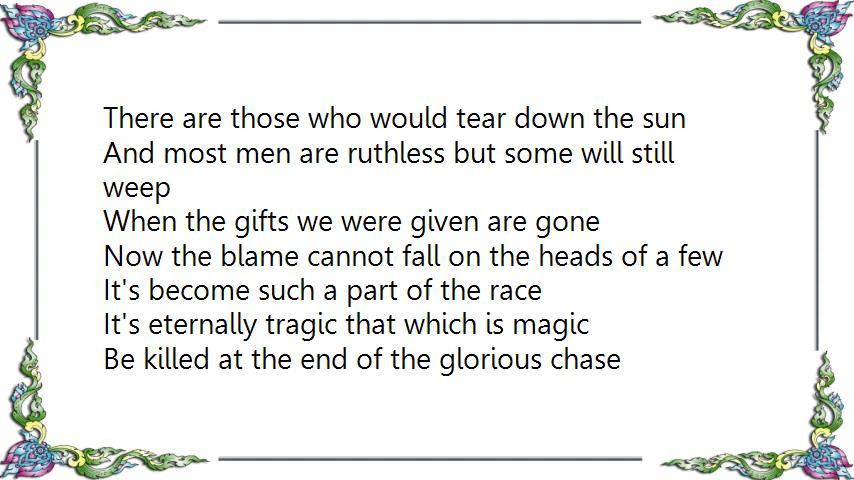 There are those who would tear down the sun
And most men are ruthless but some will still
weep
When the gifts we were given are gone
Now the blame cannot fall on the heads of a few
It's become such a part of the race
It's eternally tragic that which is magic
Be killed at the end of the glorious chase